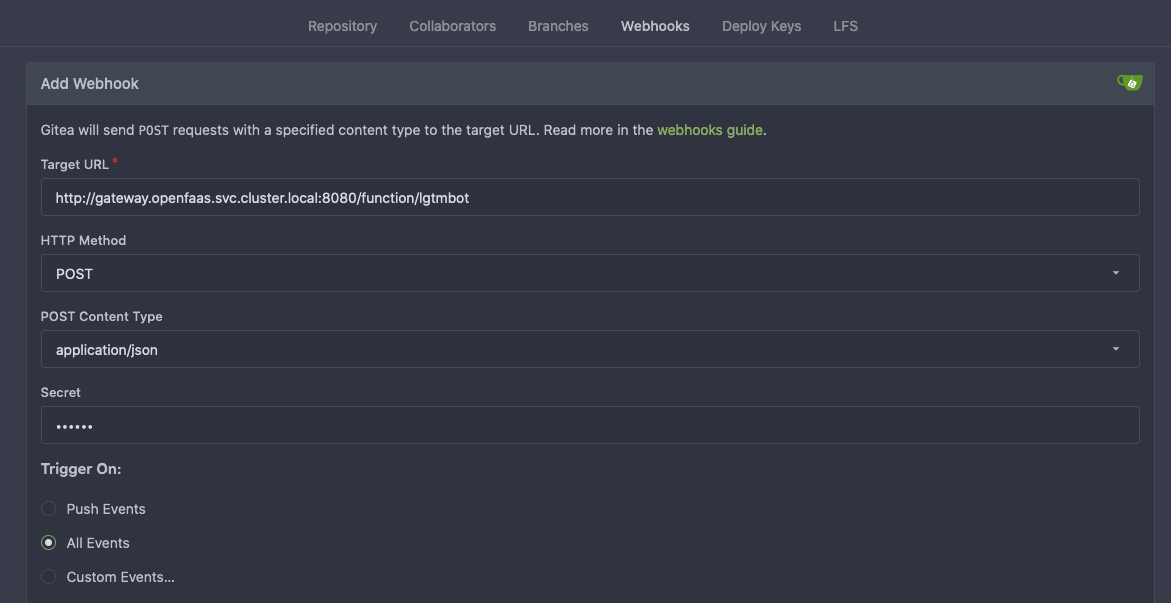 Repository Collaborators Branches Webhooks Deploy Keys LFS
Add Webhook
Gitea will send POST requests with a specified content type to the target URL. Read more in the webhooks guide.
Target URL *
http://gateway.openfaas.svc.cluster.local:8080/function/lgtmbot
HTTP Method
POST
POST Content Type
application/json
Secret
••••••
Trigger On:
Push Events
All Events
Custom Events...